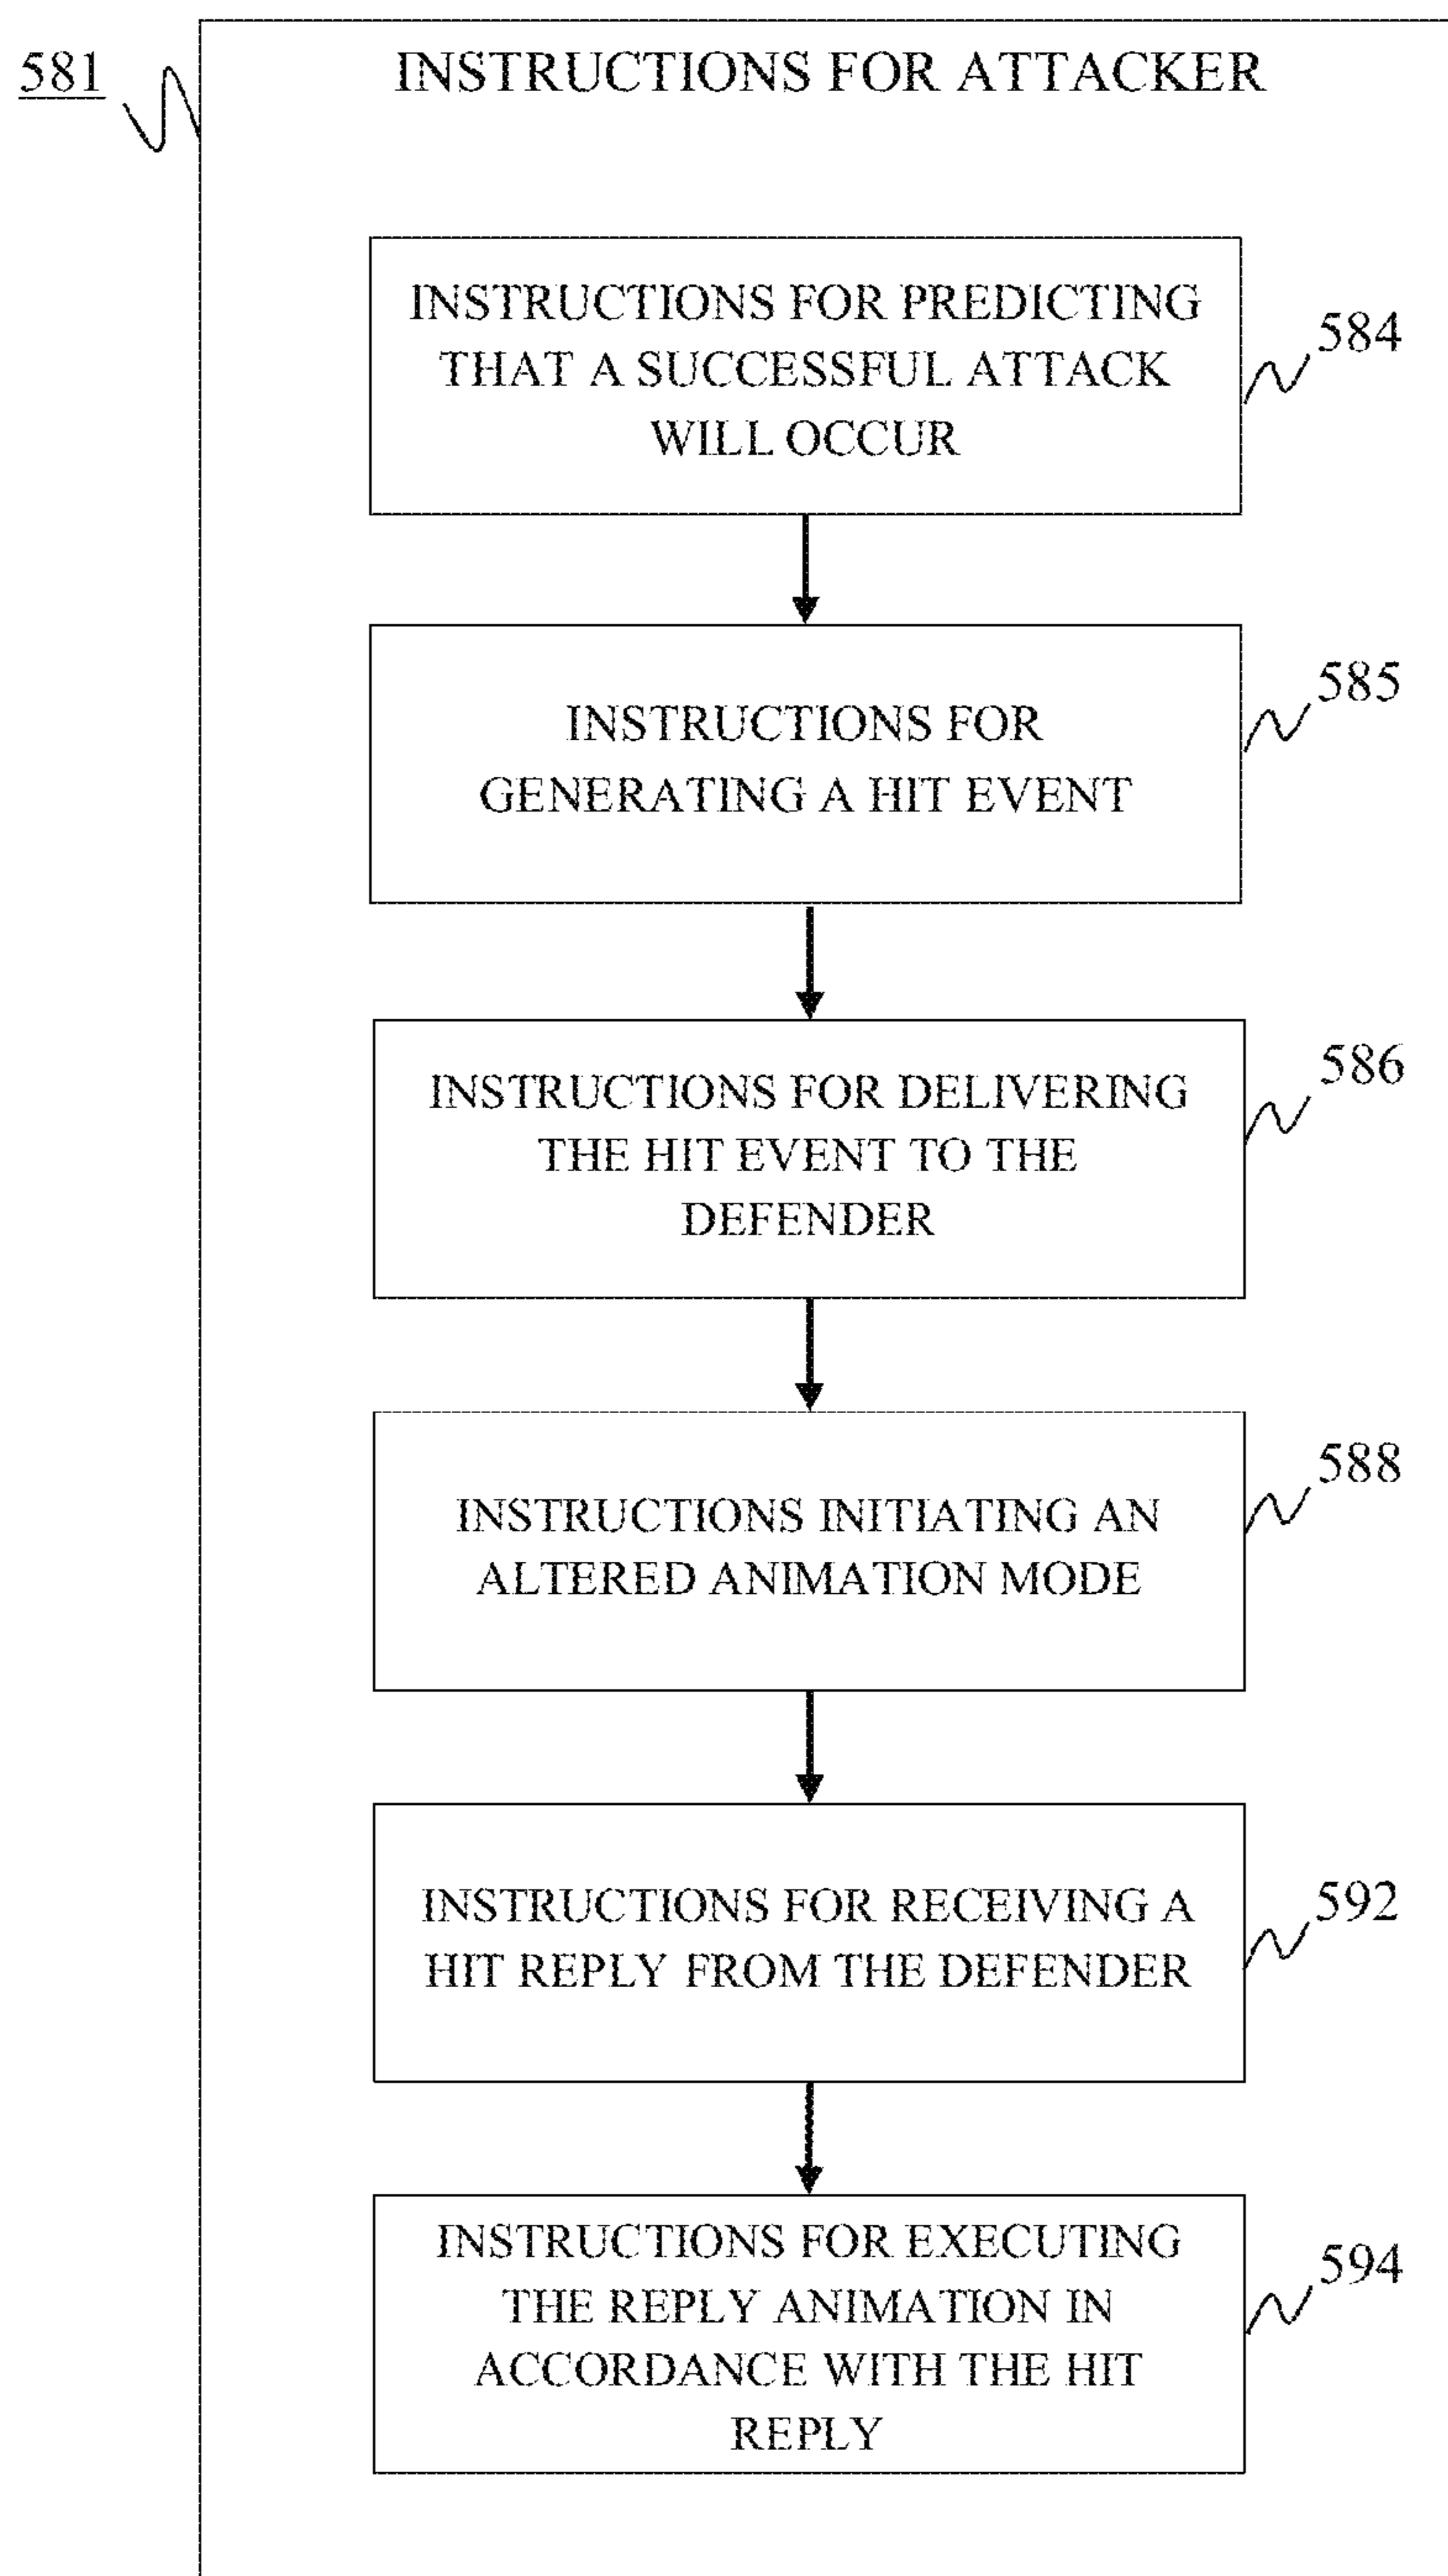 581
INSTRUCTIONS FOR ATTACKER
INSTRUCTIONS FOR PREDICTING
THAT A SUCCESSFUL ATTACK
WILL OCCUR
584
INSTRUCTIONS FOR
GENERATING A HIT EVENT
585
INSTRUCTIONS FOR DELIVERING
THE HIT EVENT TO THE
DEFENDER
586
INSTRUCTIONS INITIATING AN
ALTERED ANIMATION MODE
588
INSTRUCTIONS FOR RECEIVING A
HIT REPLY FROM THE DEFENDER
592
INSTRUCTIONS FOR EXECUTING
THE REPLY ANIMATION IN
ACCORDANCE WITH THE HIT
REPLY
594